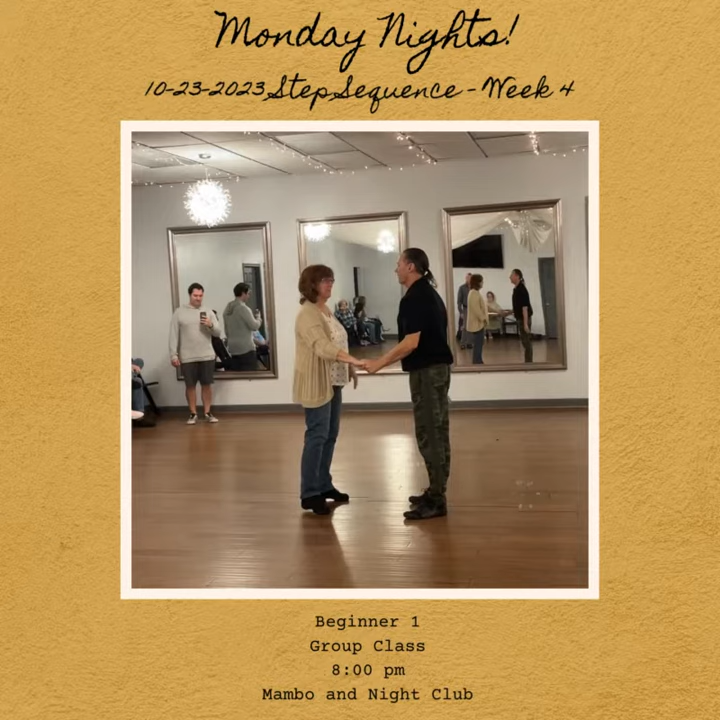 Monday Nights!
10-23-2023 Step Sequence - Week 4
Beginner 1
Group Class
8:00 pm
Mambo and Night Club